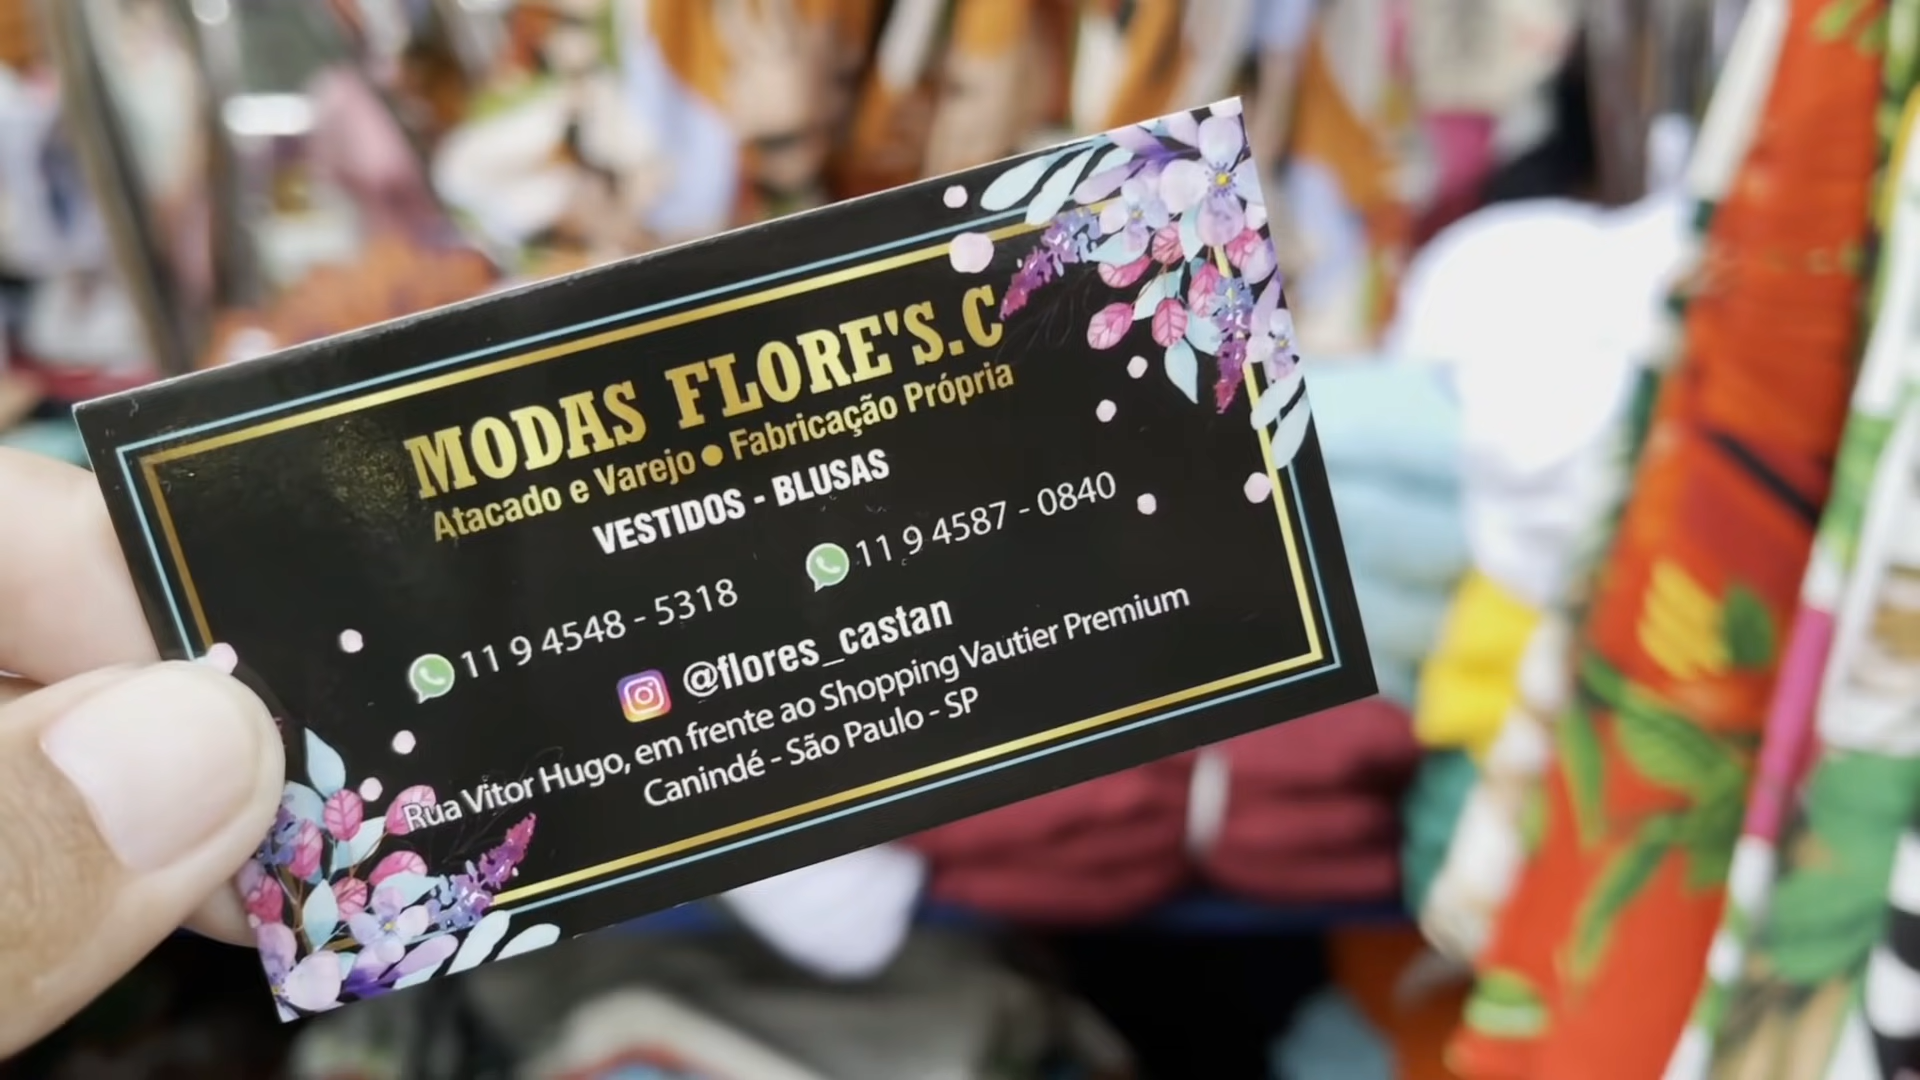 MODAS FLORE'S.C
Atacado e Varejo ● Fabricação Própria
VESTIDOS - BLUSAS
11 9 4548 - 5318
11 9 4587 - 0840
@flores_castan
Rua Vitor Hugo, em frente ao Shopping Vautier Premium
Canindé - São Paulo - SP